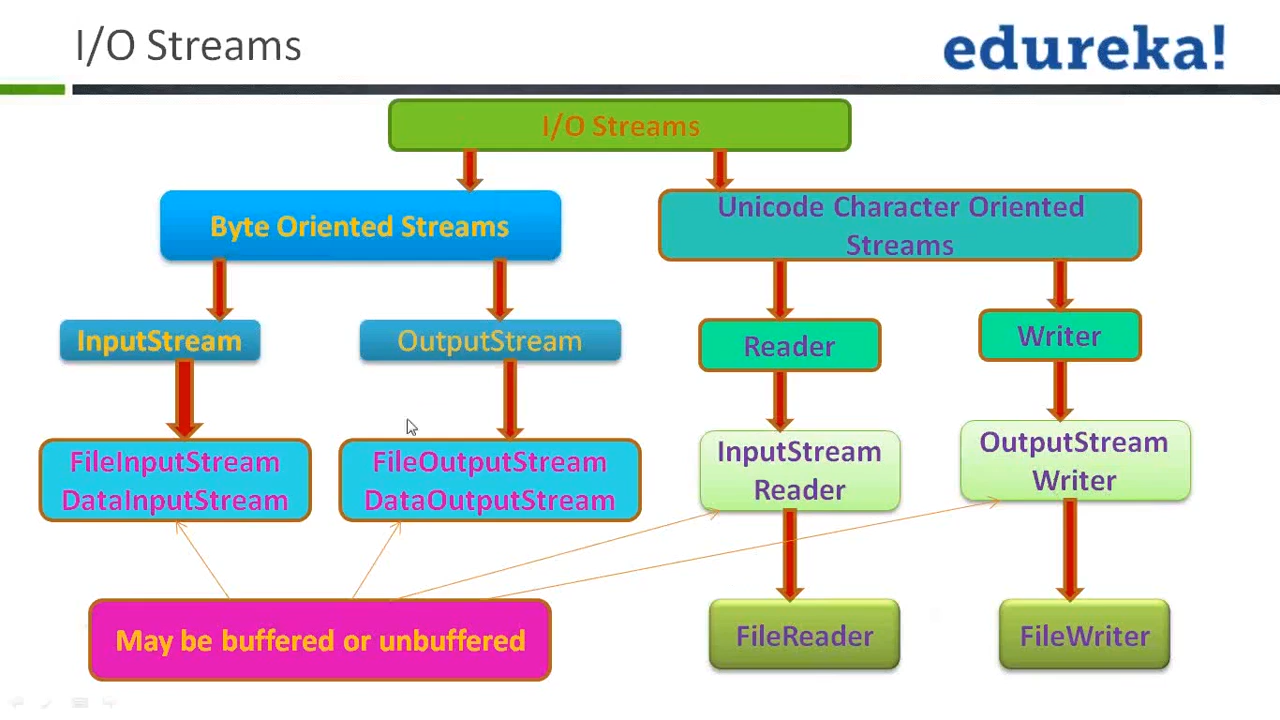 I/O Streams
edureka!
I/O Streams
Byte Oriented Streams
Unicode Character Oriented
Streams
InputStream
OutputStream
Reader
Writer
FileInputStream
DataInputStream
FileOutputStream
DataOutputStream
InputStream
Reader
OutputStream
Writer
May be buffered or unbuffered
FileReader
FileWriter